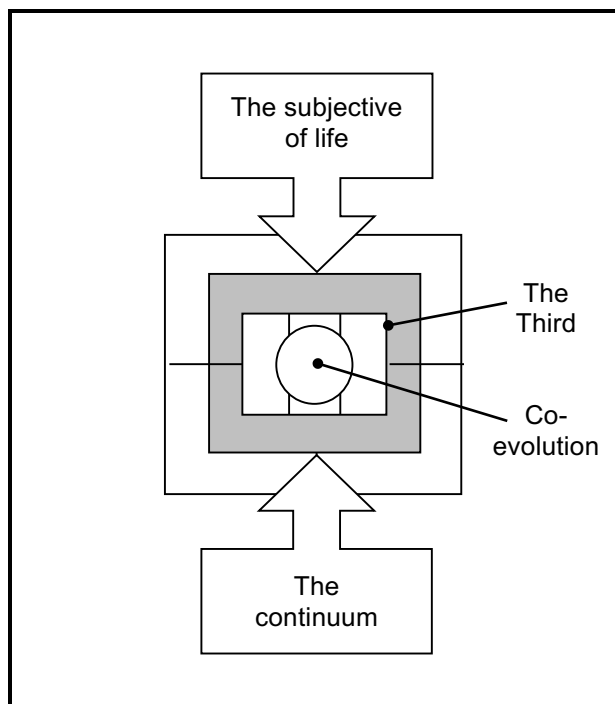 The subjective
of life
The
Third
Co-
evolution
The
continuum